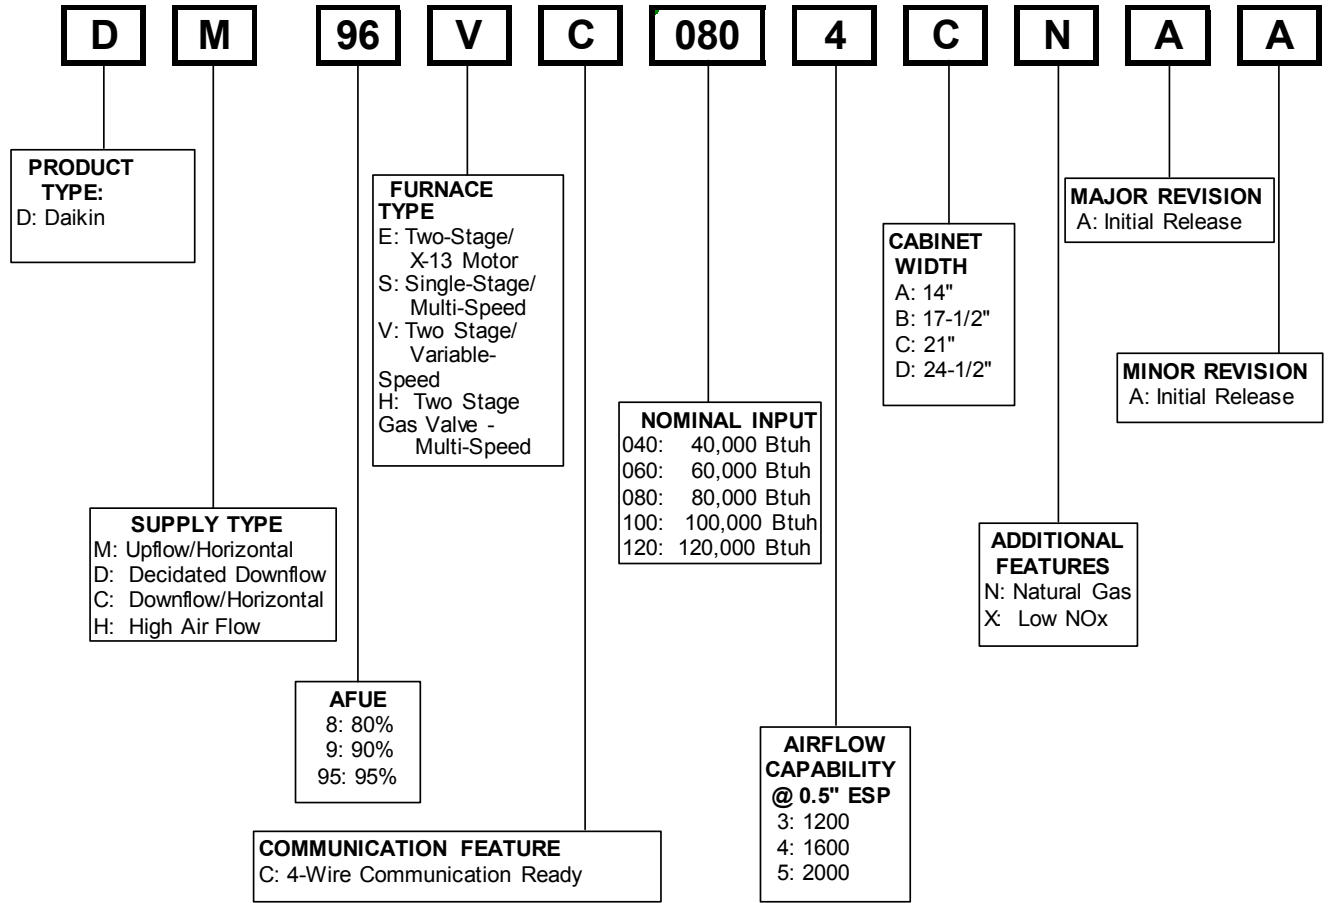 D M 96 V C 080 4 C N A A
PRODUCT
TYPE:
D: Daikin
FURNACE
TYPE
E: Two-Stage/
X-13 Motor
S: Single-Stage/
Multi-Speed
V: Two Stage/
Variable-
Speed
H: Two Stage
Gas Valve -
Multi-Speed
MAJOR REVISION
A: Initial Release
CABINET
WIDTH
A: 14"
B: 17-1/2"
C: 21"
D: 24-1/2"
MINOR REVISION
A: Initial Release
NOMINAL INPUT
040: 40,000 Btuh
060: 60,000 Btuh
080: 80,000 Btuh
100: 100,000 Btuh
120: 120,000 Btuh
SUPPLY TYPE
M: Upflow/Horizontal
D: Decidated Downflow
C: Downflow/Horizontal
H: High Air Flow
ADDITIONAL
FEATURES
N: Natural Gas
X: Low NOx
AFUE
8: 80%
9: 90%
95: 95%
AIRFLOW
CAPABILITY
@ 0.5" ESP
3: 1200
4: 1600
5: 2000
COMMUNICATION FEATURE
C: 4-Wire Communication Ready